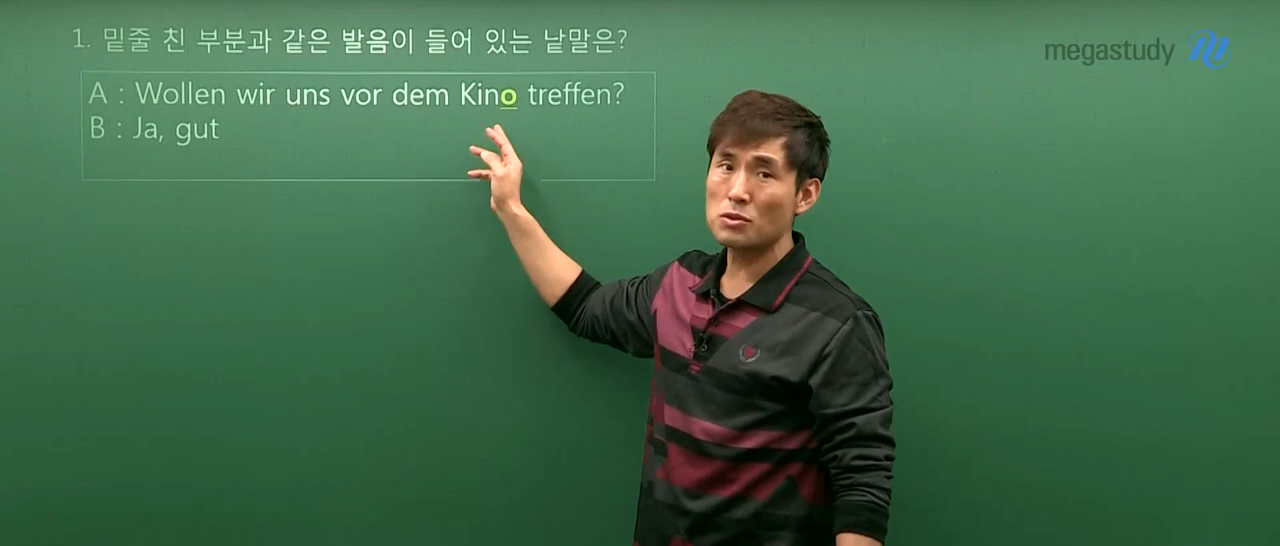 1. 밑줄 친 부분과 같은 발음이 들어 있는 낱말은?
megastudy
A : Wollen wir uns vor dem Kino treffen?
B : Ja, gut